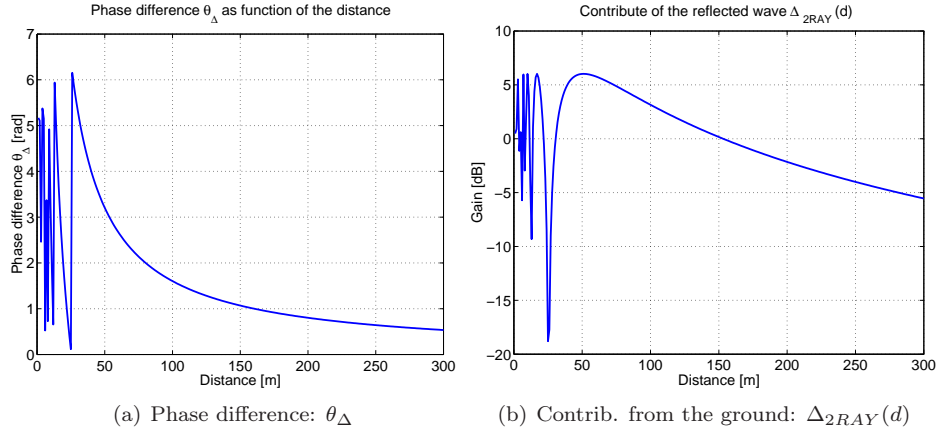 Phase difference θΔ as function of the distance
Phase difference θΔ [rad]
7
6
5
4
3
2
1
0
0 50 100 150 200 250 300
Distance [m]
(a) Phase difference: θΔ
Contribute of the reflected wave Δ 2RAY (d)
Gain [dB]
10
5
0
−5
−10
−15
−20
0 50 100 150 200 250 300
Distance [m]
(b) Contrib. from the ground: Δ2RAY(d)